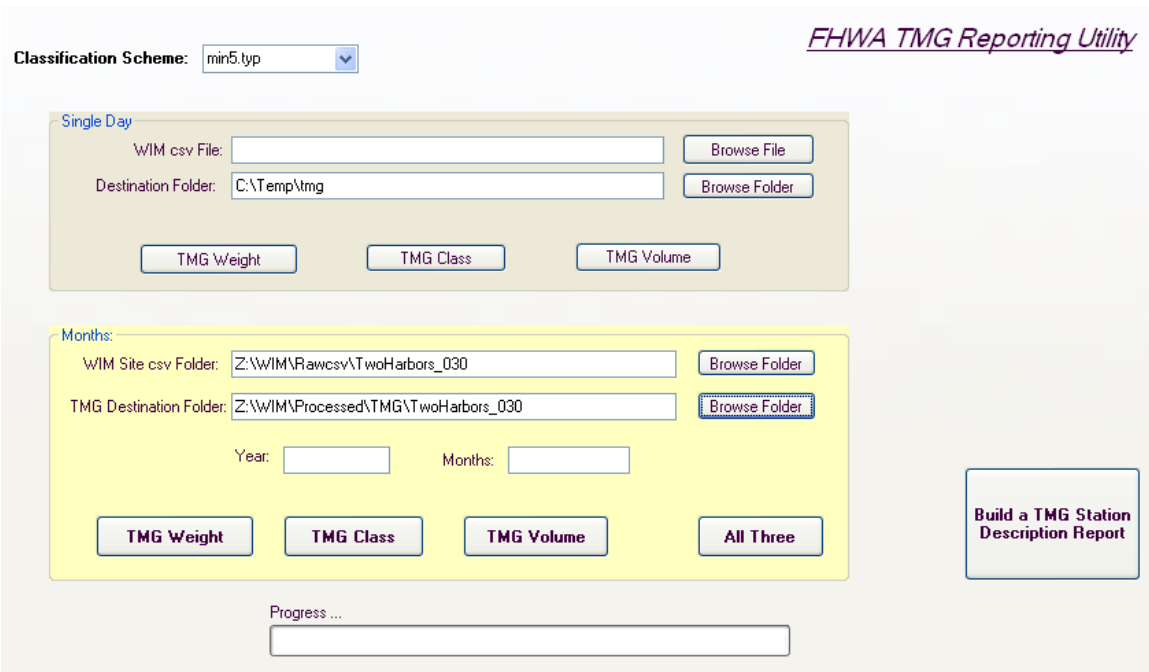 FHWA TMG Reporting Utility
Classification Scheme: min5.typ
Single Day
WIM csv File: Browse File
Destination Folder: C:\Temp\tmg Browse Folder
TMG Weight TMG Class TMG Volume
Months:
WIM Site csv Folder: Z:\WIM\Rawcsv\TwoHarbors_030 Browse Folder
TMG Destination Folder: Z:\WIM\Processed\TMG\TwoHarbors_030 Browse Folder
Year: Months:
TMG Weight TMG Class TMG Volume All Three
Build a TMG Station
Description Report
Progress ...